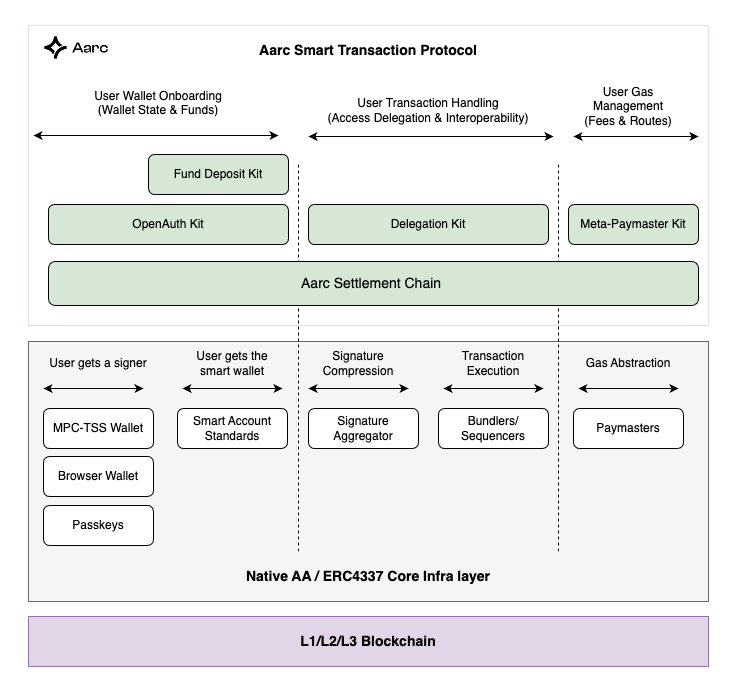 Aarc
Aarc Smart Transaction Protocol
User Wallet Onboarding
(Wallet State & Funds)
User Transaction Handling
(Access Delegation & Interoperability)
User Gas
Management
(Fees & Routes)
Fund Deposit Kit
OpenAuth Kit
Delegation Kit
Meta-Paymaster Kit
Aarc Settlement Chain
User gets a signer
User gets the
smart wallet
Signature
Compression
Transaction
Execution
Gas Abstraction
MPC-TSS Wallet
Smart Account
Standards
Signature
Aggregator
Bundlers/
Sequencers
Paymasters
Browser Wallet
Passkeys
Native AA / ERC4337 Core Infra layer
L1/L2/L3 Blockchain